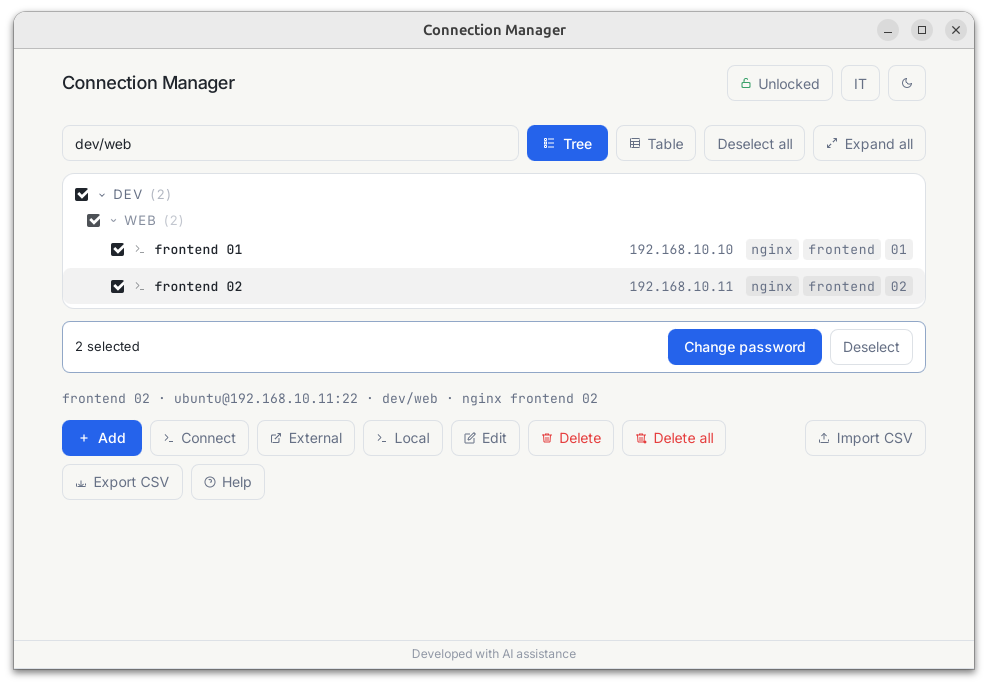 Connection Manager
Connection Manager
Unlocked IT
dev/web Tree Table Deselect all Expand all
DEV (2)
WEB (2)
frontend 01 192.168.10.10 nginx frontend 01
frontend 02 192.168.10.11 nginx frontend 02
2 selected Change password Deselect
frontend 02 · ubuntu@192.168.10.11:22 · dev/web · nginx frontend 02
+ Add Connect External Local Edit Delete Delete all Import CSV
Export CSV Help
Developed with AI assistance